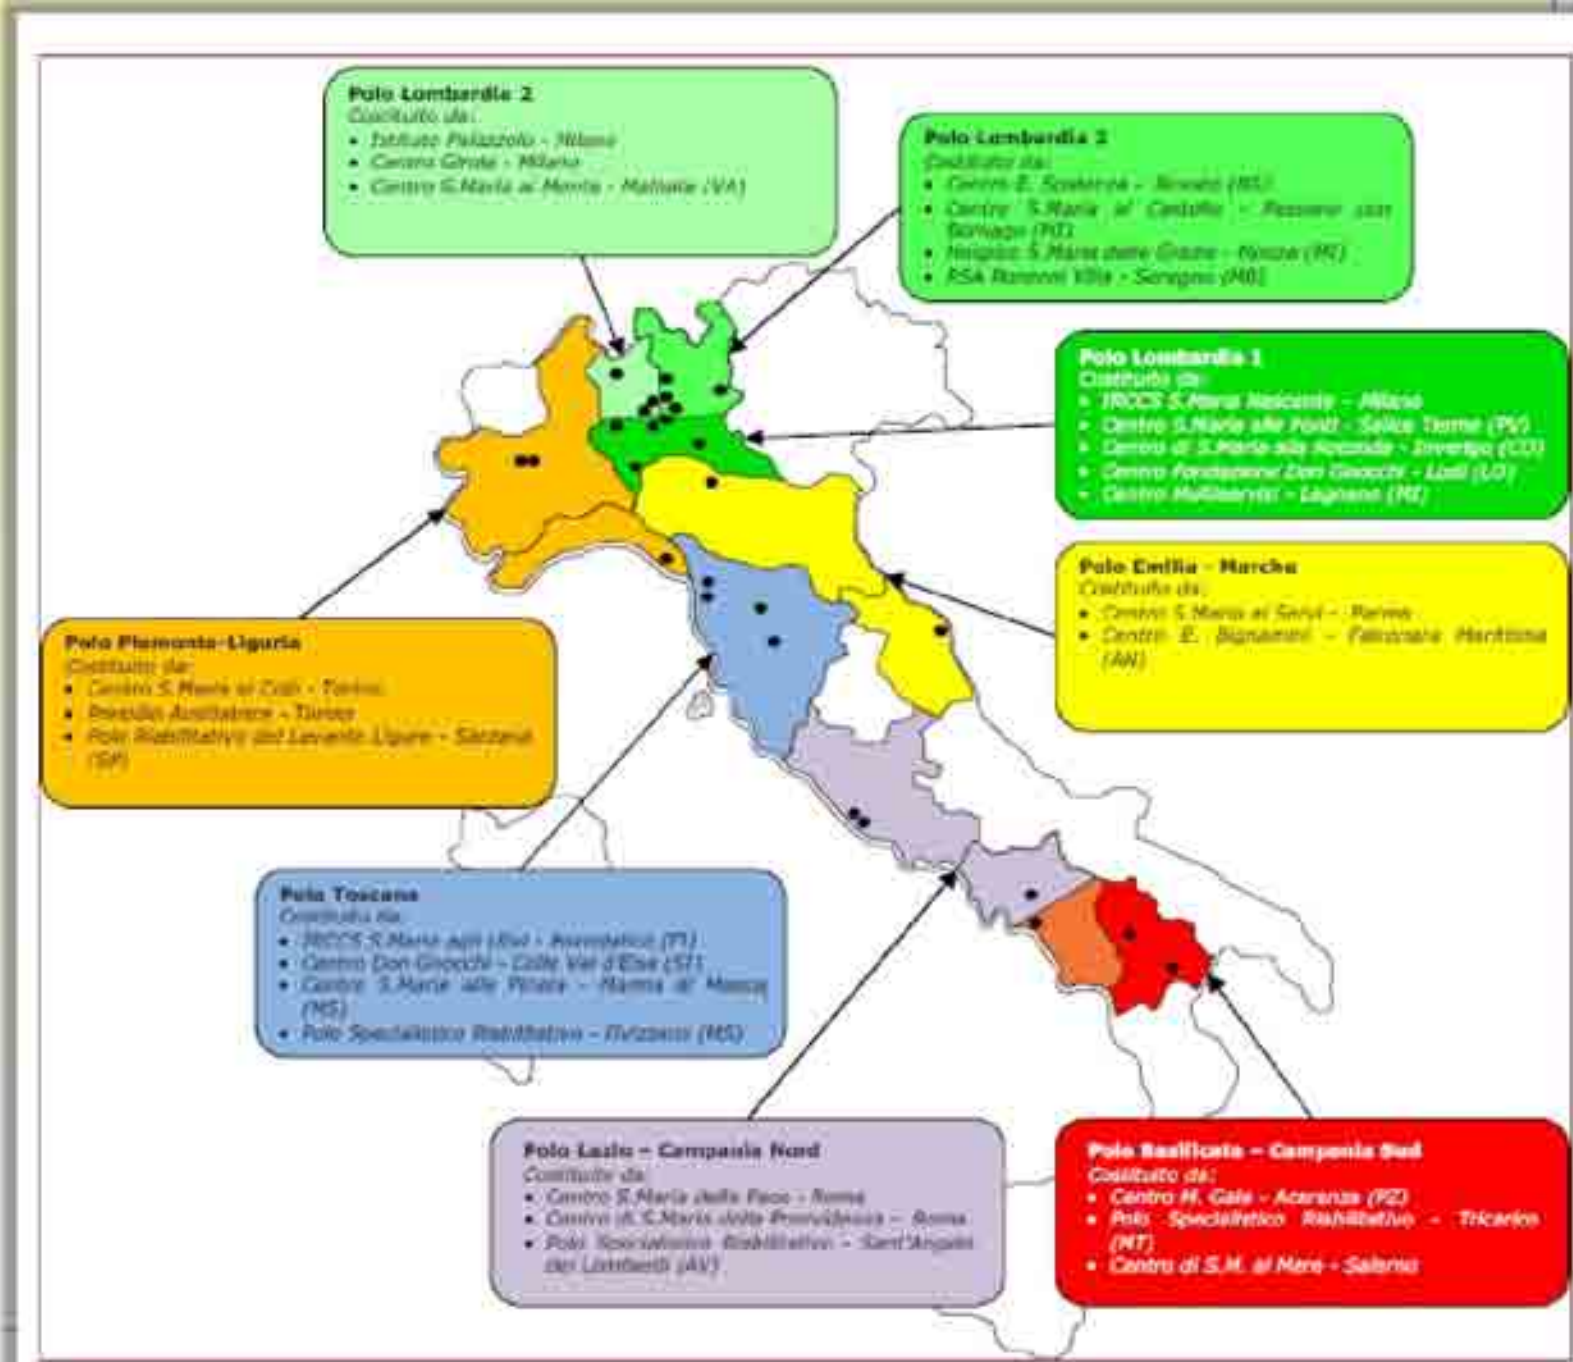 Polo Lombardia 2
Costituito da:
• Istituto Palazzolo - Milano
• Centro Girola - Milano
• Centro S.Maria al Monte - Malnate (VA)
Polo Lombardia
Costituito da:
• Centro E. Spalenza - Rovato (BS)
• Centro S.Maria al Castello - Pessano con
Bornago (MI)
• Hospice S.Maria delle Grazie - Monza (MI)
• RSA Ronzoni Villa - Seregno (MB)
Polo Lombardia 1
Costituito da:
• IRCCS S.Maria Nascente - Milano
• Centro S.Maria alle Fonti - Salice Terme (PV)
• Centro di S.Maria alla Rotonda - Inverigo (CO)
• Centro Fondazione Don Gnocchi - Lodi (LO)
• Centro Multiservizi - Legnano (MI)
Polo Emilia - Marche
Costituito da:
• Centro S.Maria ai Servi - Parma
• Centro E. Bignamini - Falconara Marittima
(AN)
Polo Piemonte-Liguria
Costituito da:
• Centro S.Maria ai Colli - Torino
• Presidio Ausiliatrice - Torino
• Polo Riabilitativo del Levante Ligure - Sarzana
(SP)
Polo Toscana
Costituito da:
• IRCCS S.Maria agli Ulivi - (FI)
• Centro Don Gnocchi - Colle Val d'Elsa (SI)
• Centro S.Maria alla Pineta - Marina di Massa
(MS)
• Polo Specialistico Riabilitativo - Fivizzano (MS)
Polo Lazio - Campania Nord
Costituito da:
• Centro S.Maria della Pace - Roma
• Centro di S.Maria della Provvidenza - Roma
• Polo Specialistico Riabilitativo - Sant'Angelo
dei Lombardi (AV)
Polo Basilicata - Campania Sud
Costituito da:
• Centro M. Gala - Acerenza (PZ)
• Polo Specialistico Riabilitativo - Tricarico
(MT)
• Centro di S.M. al Mare - Salerno